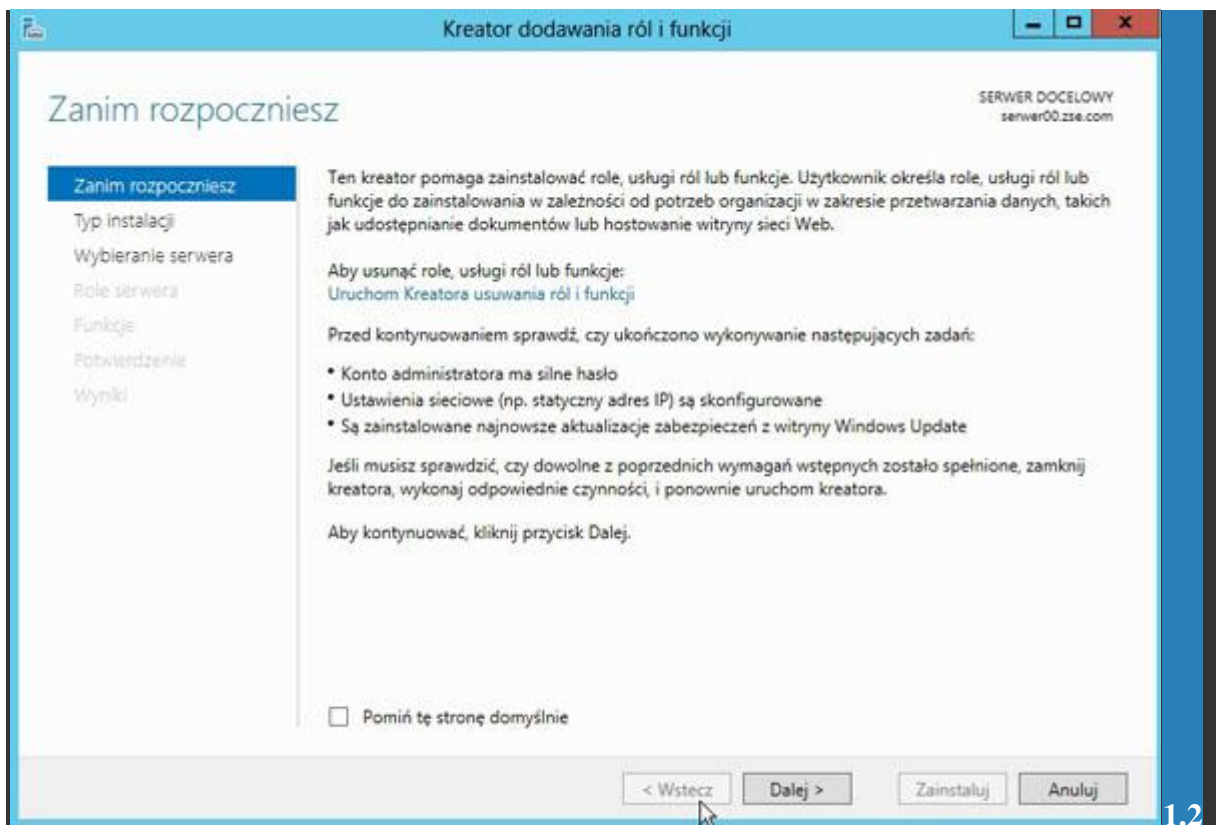 Kreator dodawania ról i funkcji
Zanim rozpoczniesz
SERWER DOCELOWY
serwer00.zse.com
Zanim rozpoczniesz
Typ instalacji
Wybieranie serwera
Role serwera
Funkcje
Potwierdzenie
Wyniki
Ten kreator pomaga zainstalować role, usługi ról lub funkcje. Użytkownik określa role, usługi ról lub
funkcje do zainstalowania w zależności od potrzeb organizacji w zakresie przetwarzania danych, takich
jak udostępnianie dokumentów lub hostowanie witryny sieci Web.
Aby usunąć role, usługi ról lub funkcje:
Uruchom Kreatora usuwania ról i funkcji
Przed kontynuowaniem sprawdź, czy ukończono wykonywanie następujących zadań:
• Konto administratora ma silne hasło
• Ustawienia sieciowe (np. statyczny adres IP) są skonfigurowane
• Są zainstalowane najnowsze aktualizacje zabezpieczeń z witryny Windows Update
Jeśli musisz sprawdzić, czy dowolne z poprzednich wymagań wstępnych zostało spełnione, zamknij
kreatora, wykonaj odpowiednie czynności, i ponownie uruchom kreatora.
Aby kontynuować, kliknij przycisk Dalej.
Pomiń tę stronę domyślnie
< Wstecz Dalej > Zainstaluj Anuluj
1.2